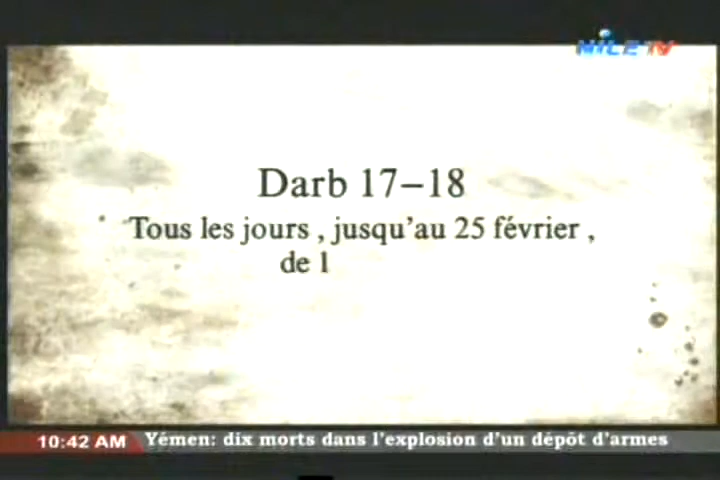 NILE TV
Darb 17–18
Tous les jours , jusqu'au 25 février ,
de 1
10:42 AM Yémen: dix morts dans l'explosion d'un dépôt d'armes